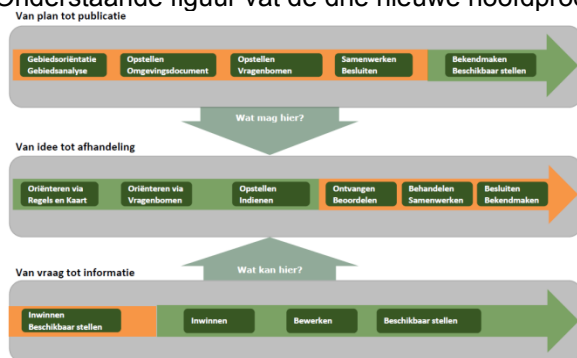 Onderstaande figuur vat de drie nieuwe hoofdproc
Van plan tot publicatie
Gebiedsoriëntatie
Gebiedsanalyse
Opstellen
Omgevingsdocument
Opstellen
Vragenbomen
Samenwerken
Besluiten
Bekendmaken
Beschikbaar stellen
Wat mag hier?
Van idee tot afhandeling
Oriënteren via
Regels en Kaart
Oriënteren via
Vragenbomen
Opstellen
Indienen
Ontvangen
Beoordelen
Behandelen
Samenwerken
Besluiten
Bekendmaken
Wat kan hier?
Van vraag tot informatie
Inwinnen
Beschikbaar stellen
Inwinnen
Bewerken
Beschikbaar stellen